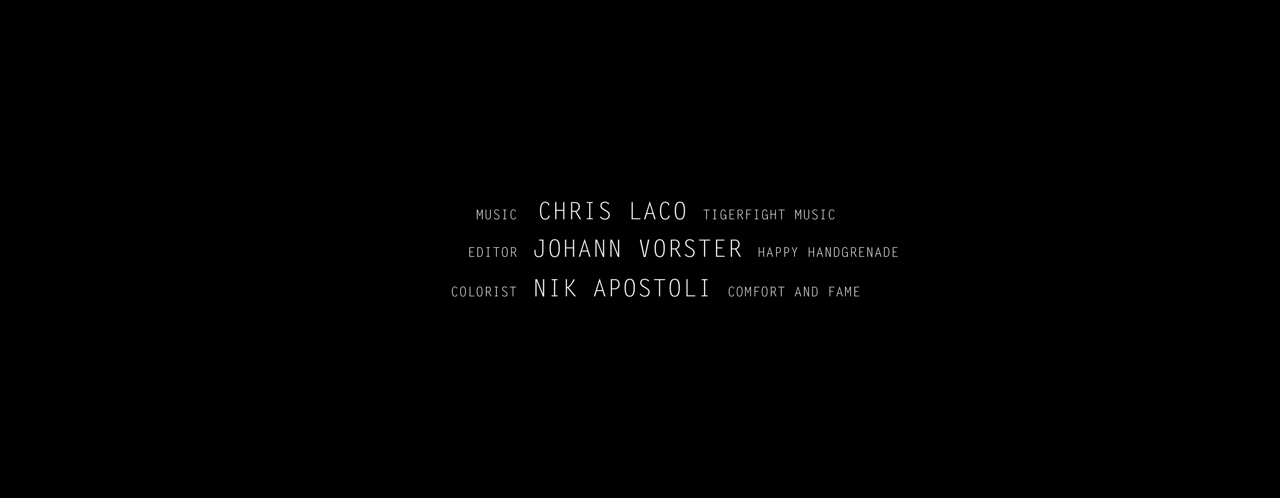 MUSIC CHRIS LACO TIGERFIGHT MUSIC
EDITOR JOHANN VORSTER HAPPY HANDGRENADE
COLORIST NIK APOSTOLI COMFORT AND FAME